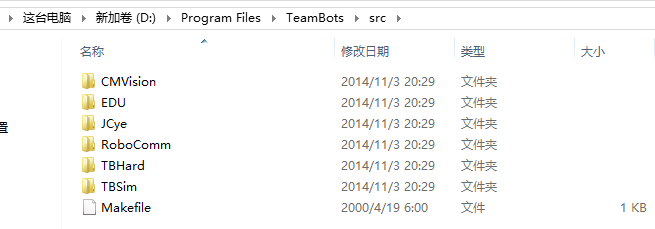 这台电脑 新加卷 (D:) Program Files TeamBots src
名称 修改日期 类型 大小
CMVision 2014/11/3 20:29 文件夹
EDU 2014/11/3 20:29 文件夹
JCye 2014/11/3 20:29 文件夹
置 RoboComm 2014/11/3 20:29 文件夹
TBHard 2014/11/3 20:29 文件夹
TBSim 2014/11/3 20:29 文件夹
Makefile 2000/4/19 6:00 文件 1 KB